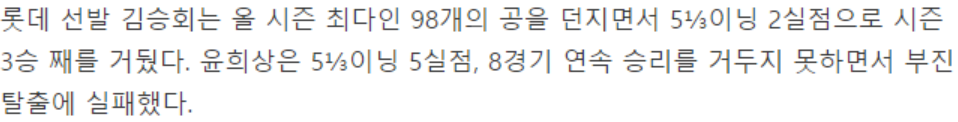 롯데 선발 김승회는 올 시즌 최다인 98개의 공을 던지면서 5⅓이닝 2실점으로 시즌
3승 째를 거뒀다. 윤희상은 5⅓이닝 5실점, 8경기 연속 승리를 거두지 못하면서 부진
탈출에 실패했다.